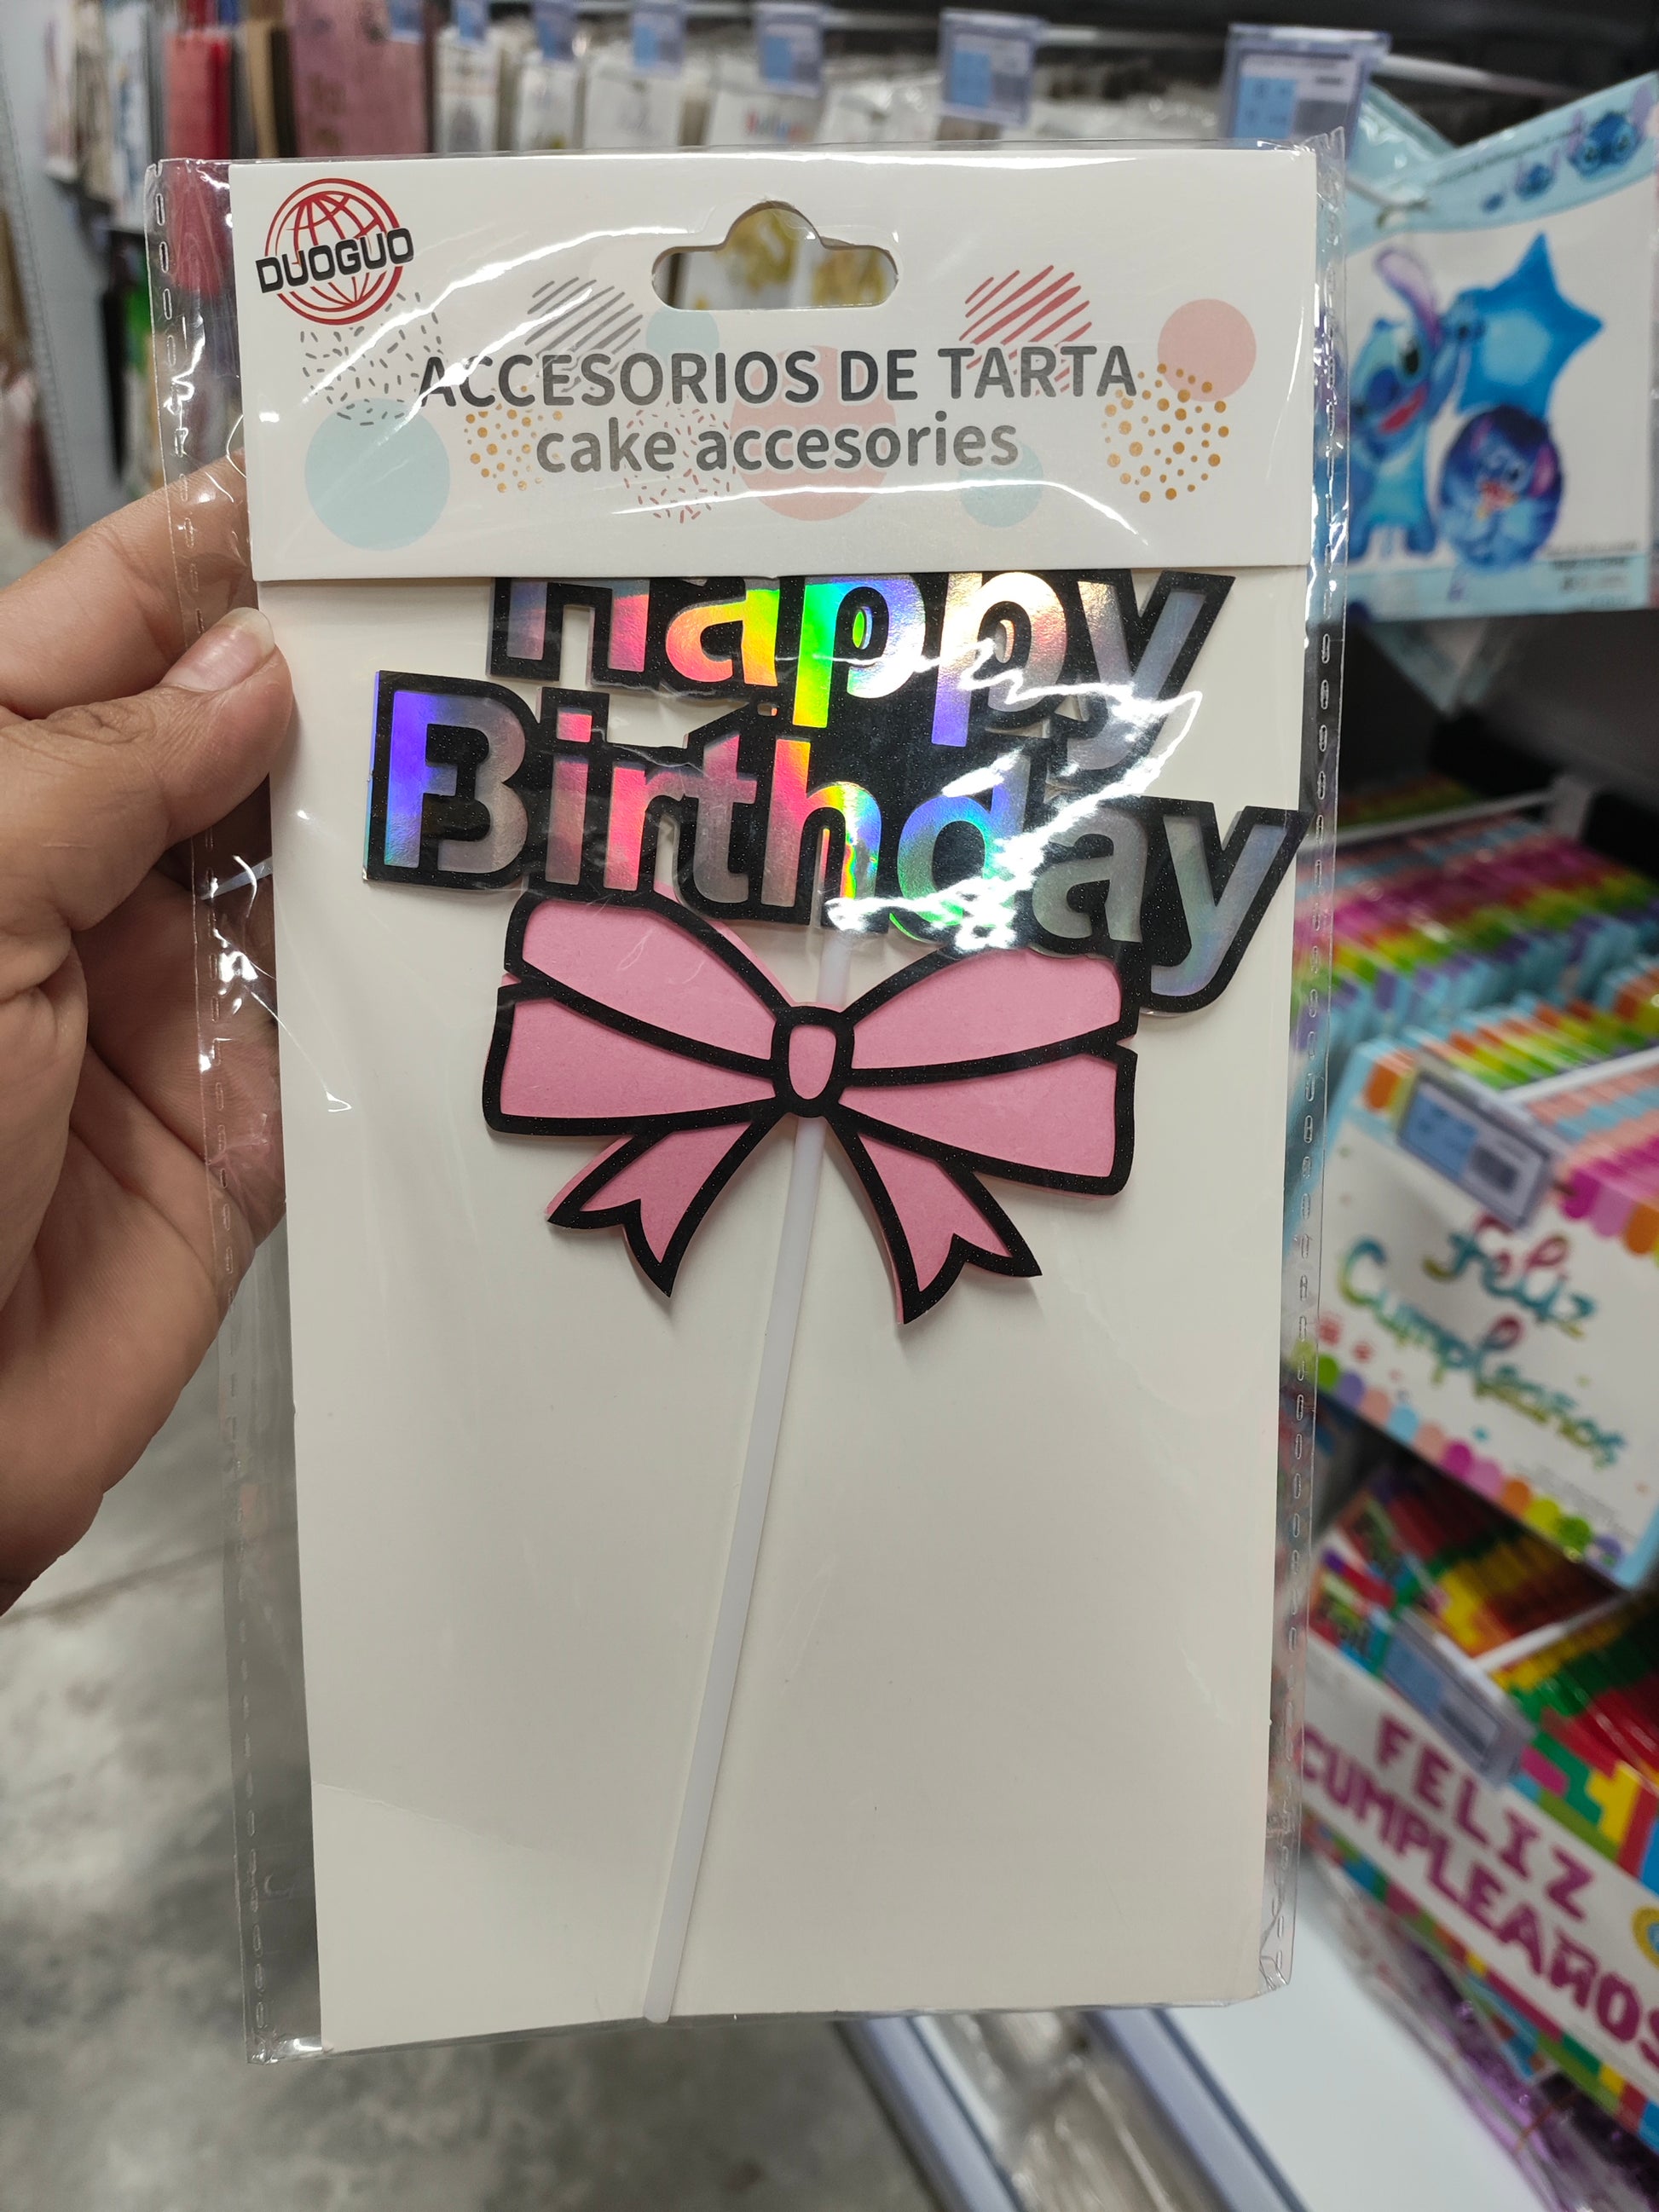 DUOGUO
ACCESORIOS DE TARTA
cake accesories
Happy
Birthday
Feliz
Cumpleaños
FELIZ
CUMPLEAÑOS